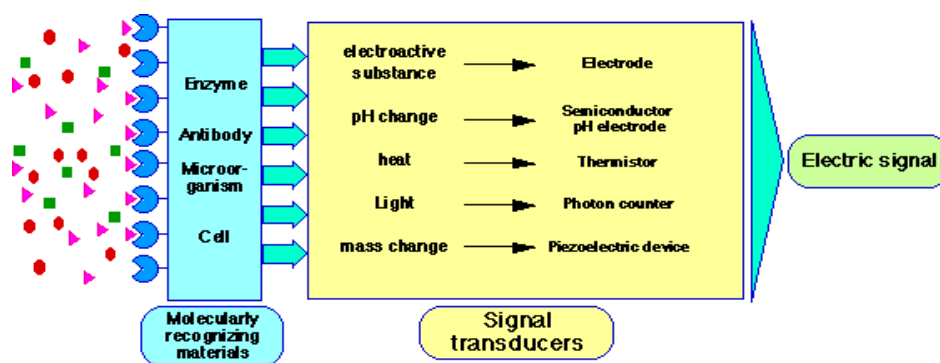 Enzyme
Antibody
Microor-
ganism
Cell
Molecularly
recognizing
materials
electroactive
substance
Electrode
pH change
Semiconductor
pH electrode
heat
Thermistor
Light
Photon counter
mass change
Piezoelectric device
Signal
transducers
Electric signal